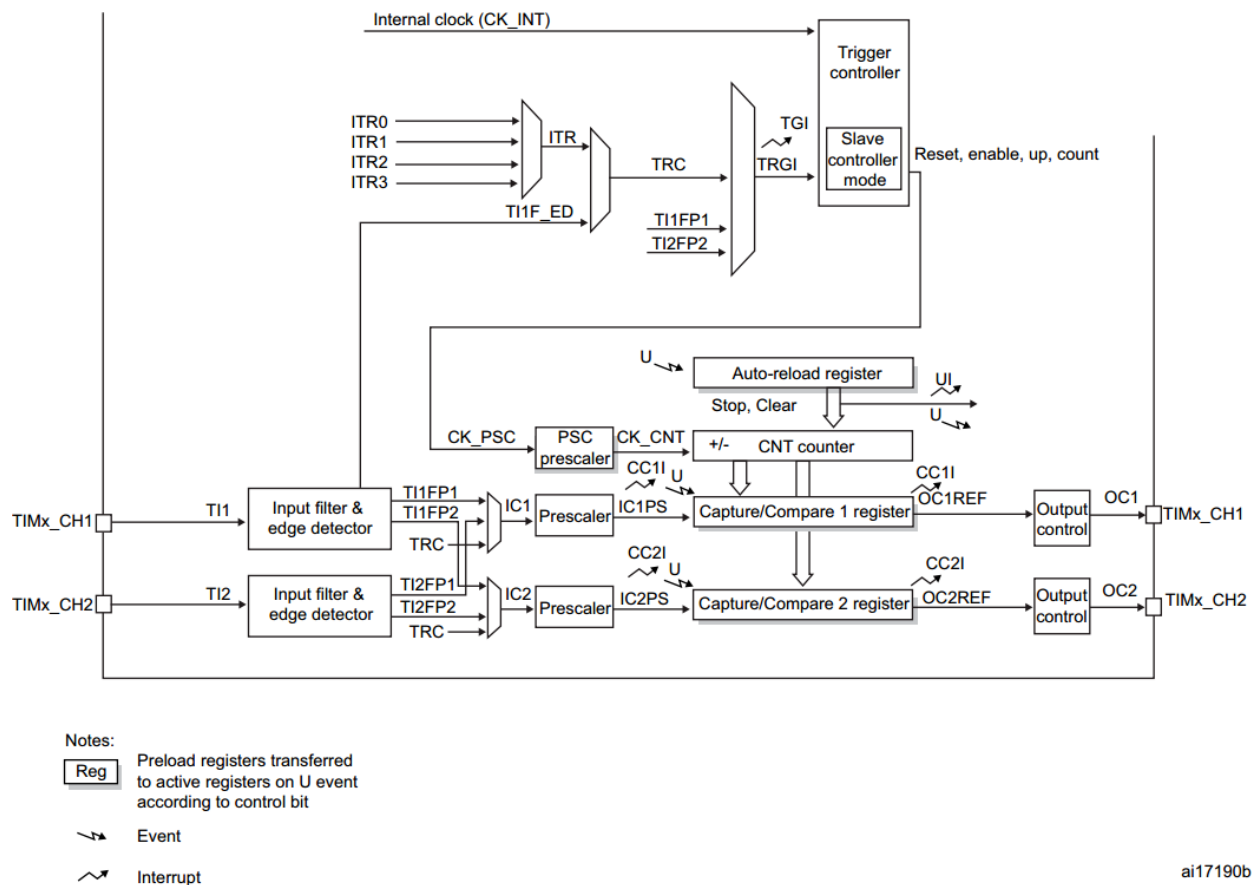 Internal clock (CK_INT)
Trigger
controller
ITR0
ITR1
ITR2
ITR3
ITR
TI1F_ED
TRC
TI1FP1
TI2FP2
TGI
TRGI
Slave
controller
mode
Reset, enable, up, count
U
Auto-reload register
UI
Stop, Clear
U
CK_PSC
PSC
prescaler
CK_CNT
+/-
CNT counter
TIMx_CH1
TI1
Input filter &
edge detector
TI1FP1
TI1FP2
TRC
IC1
Prescaler
CC1I
U
IC1PS
Capture/Compare 1 register
CC1I
OC1REF
Output
control
OC1
TIMx_CH1
TIMx_CH2
TI2
Input filter &
edge detector
TI2FP1
TI2FP2
TRC
IC2
Prescaler
CC2I
U
IC2PS
Capture/Compare 2 register
CC2I
OC2REF
Output
control
OC2
TIMx_CH2
Notes:
Reg
Preload registers transferred
to active registers on U event
according to control bit
Event
Interrupt
ai17190b